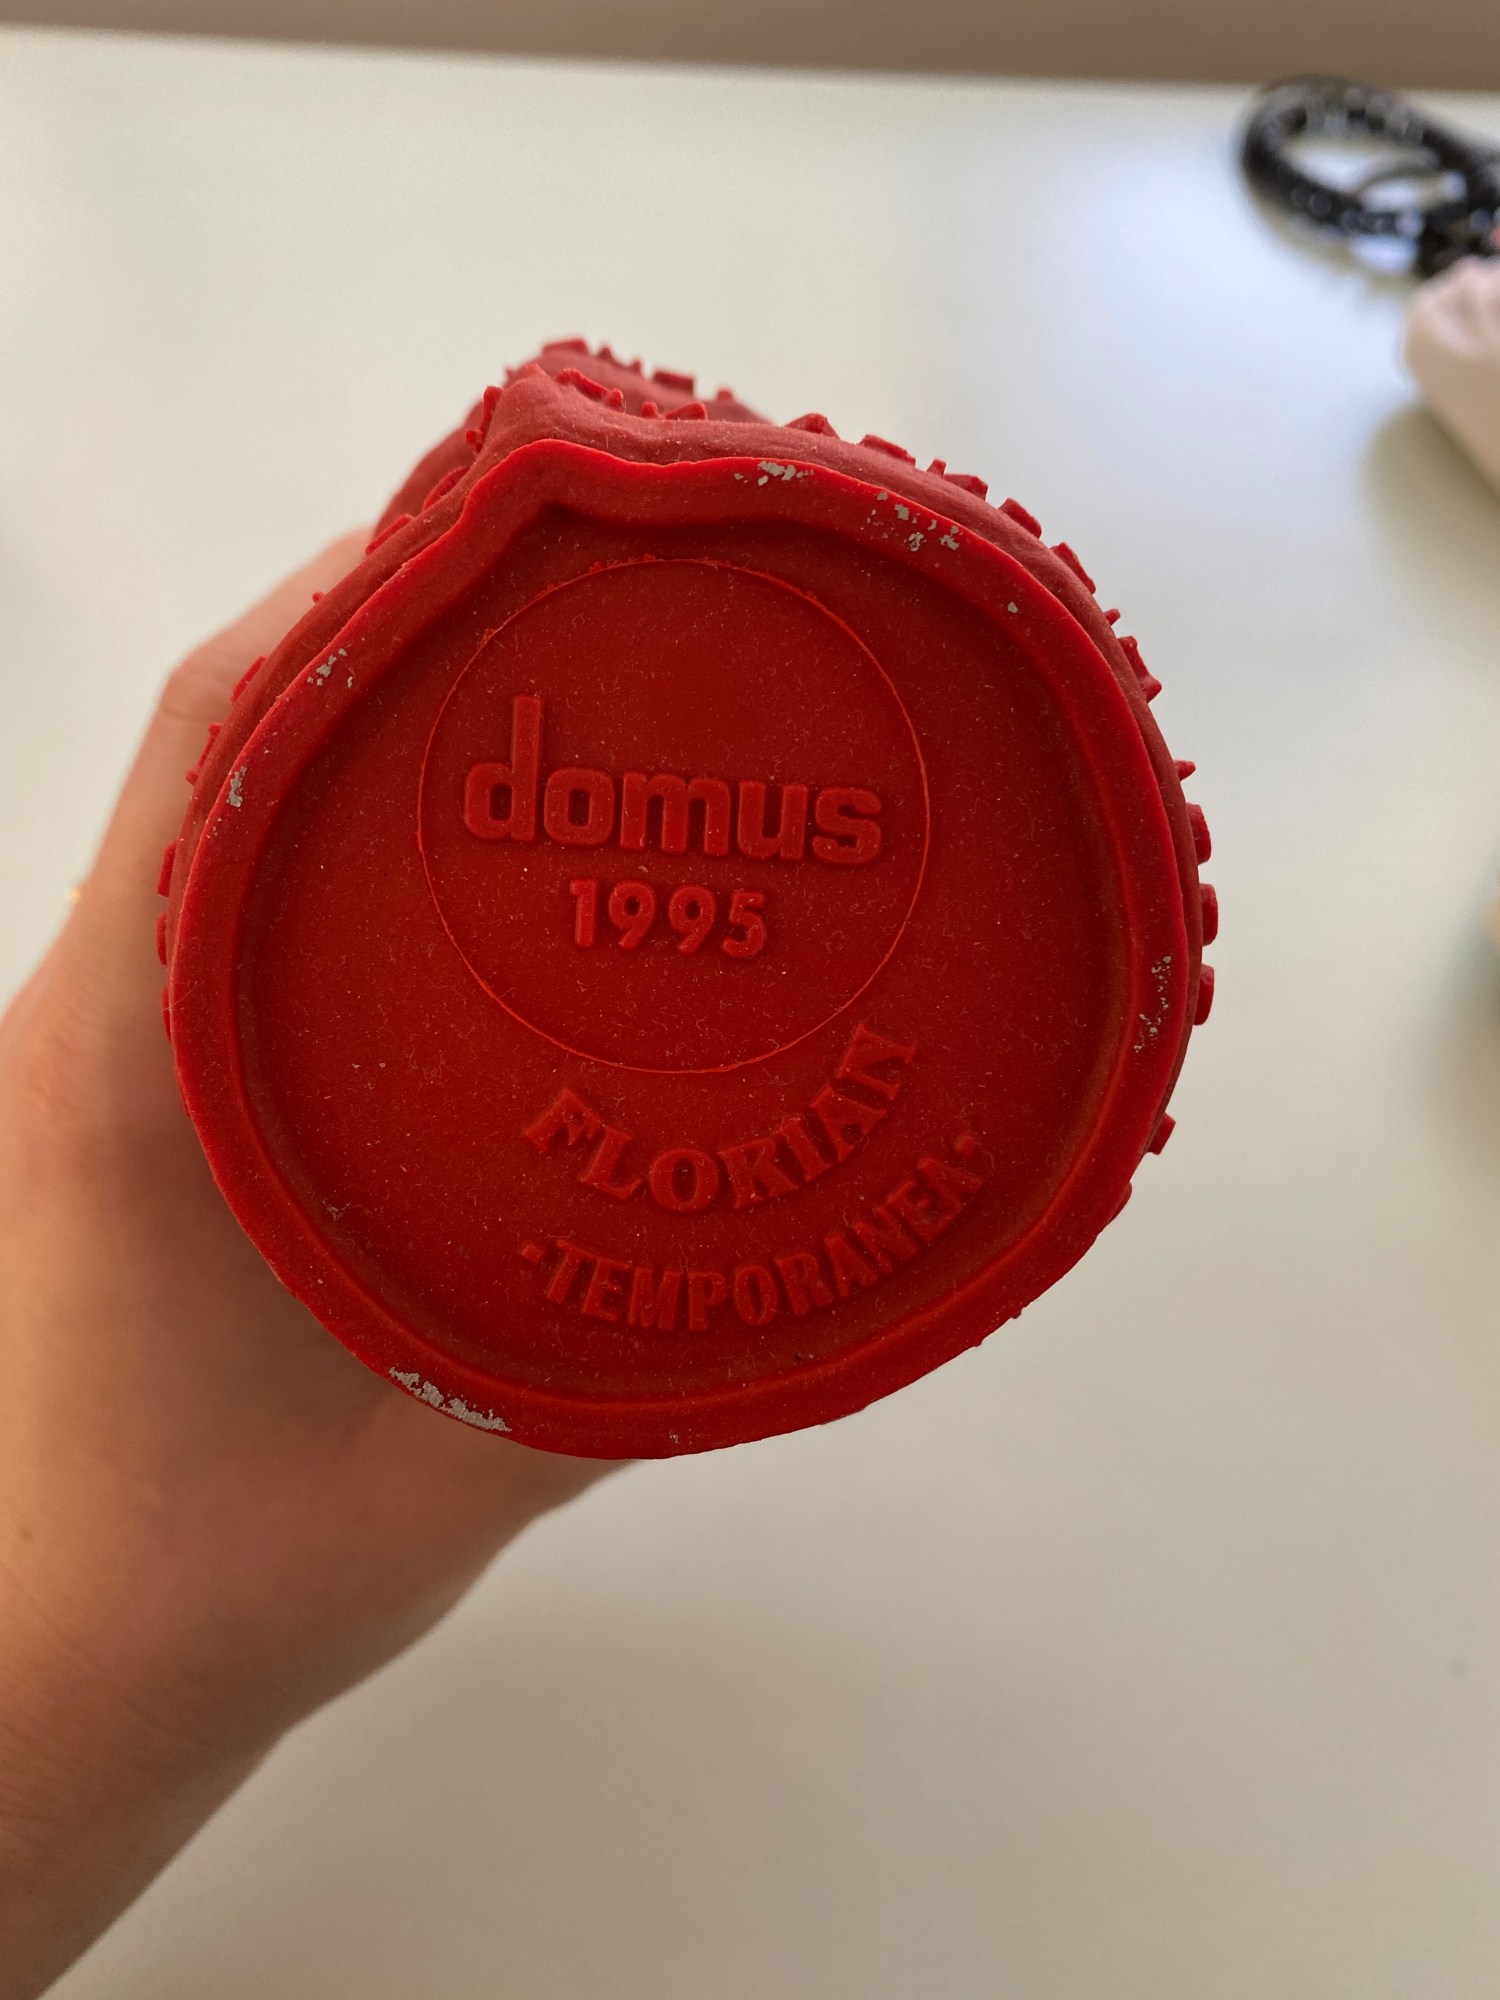 domus
1995
FLORIAN
-TEMPORANEA-